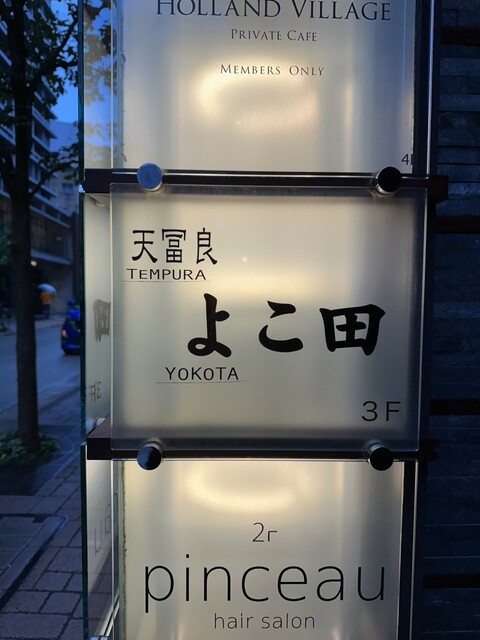 HOLLAND VILLAGE
PRIVATE CAFE
MEMBERS ONLY
天冨良
TEMPURA
よこ田
YOKOTA
3F
2F
pinceau
hair salon